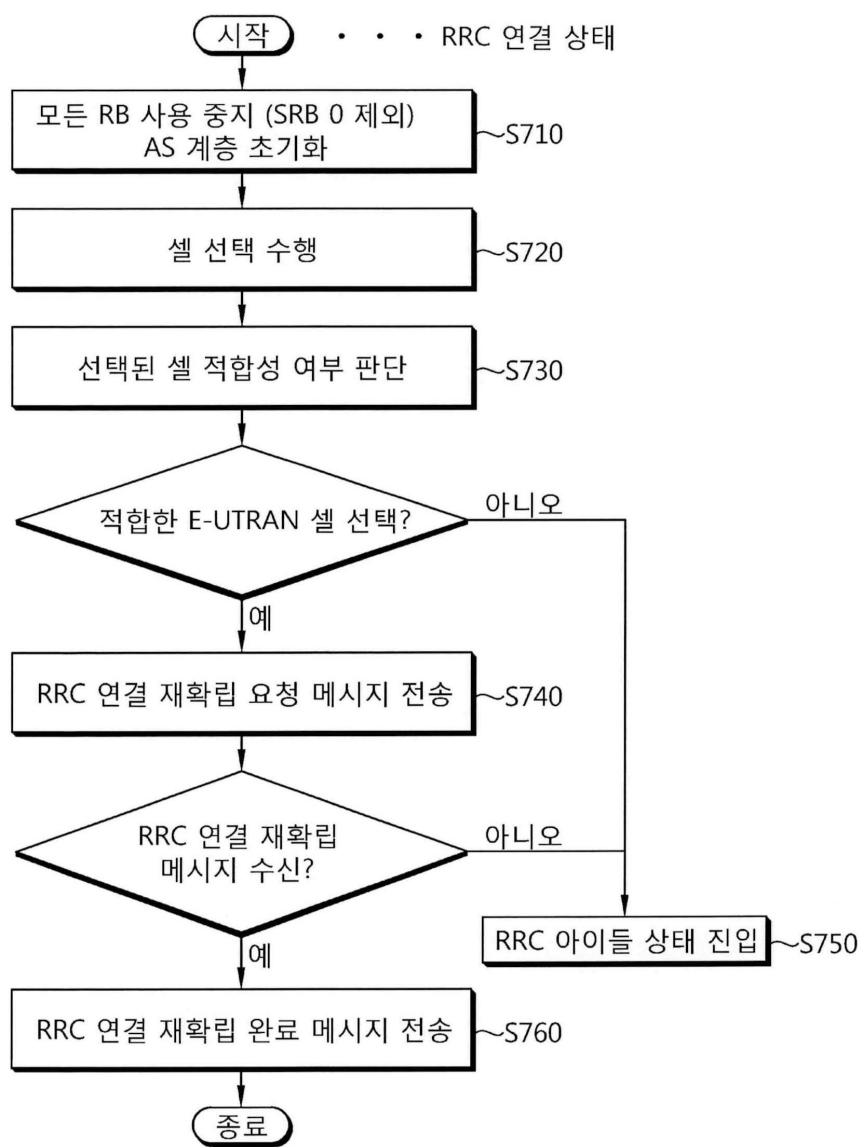 시작 · · · RRC 연결 상태
모든 RB 사용 중지 (SRB 0 제외)
AS 계층 초기화
S710
셀 선택 수행
S720
선택된 셀 적합성 여부 판단
S730
적합한 E-UTRAN 셀 선택?
아니오
예
RRC 연결 재확립 요청 메시지 전송
S740
RRC 연결 재확립
메시지 수신?
아니오
예
RRC 아이들 상태 진입
S750
RRC 연결 재확립 완료 메시지 전송
S760
종료